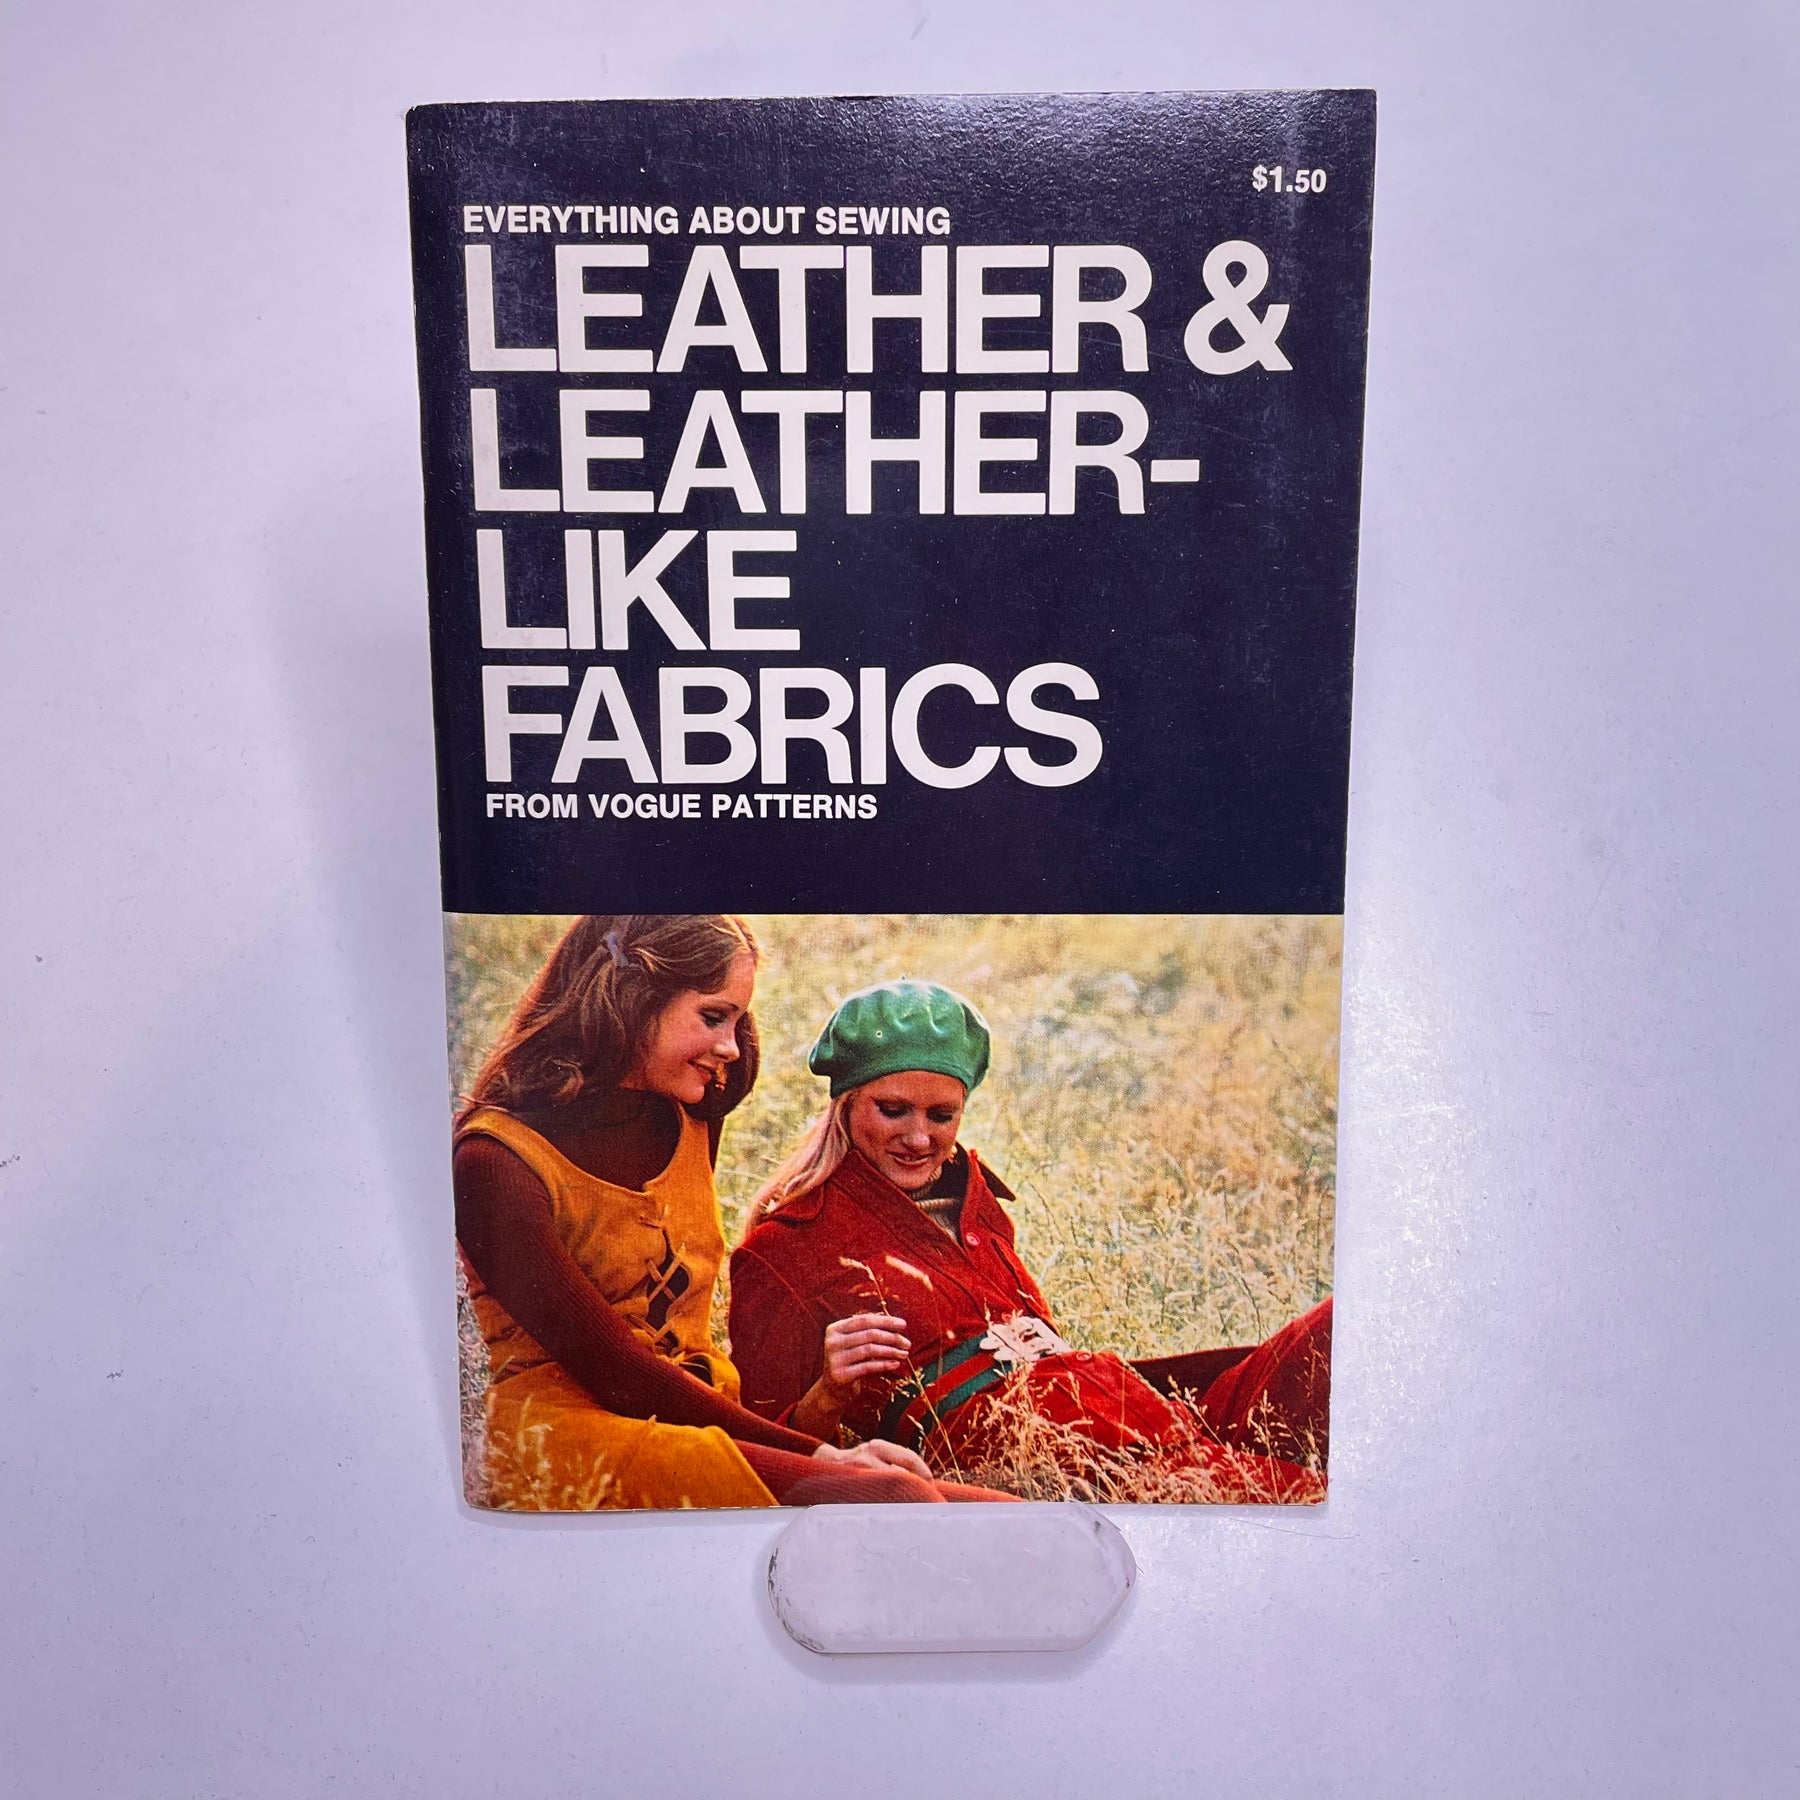 $1.50
EVERYTHING ABOUT SEWING
LEATHER &
LEATHER-
LIKE
FABRICS
FROM VOGUE PATTERNS